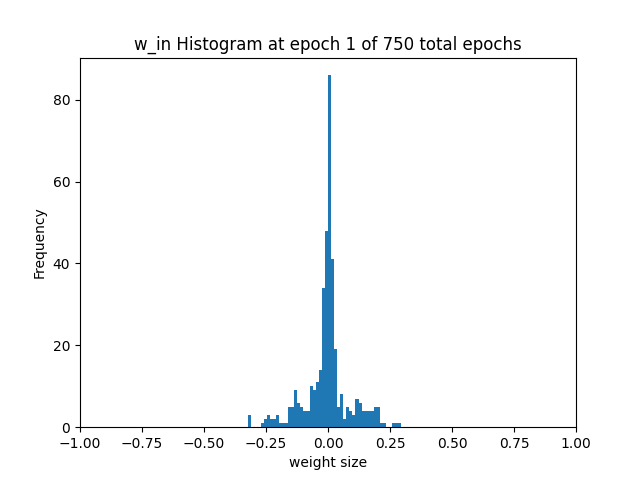 w_in Histogram at epoch 1 of 750 total epochs
80
60
40
20
0
Frequency
−1.00 −0.75 −0.50 −0.25 0.00 0.25 0.50 0.75 1.00
weight size